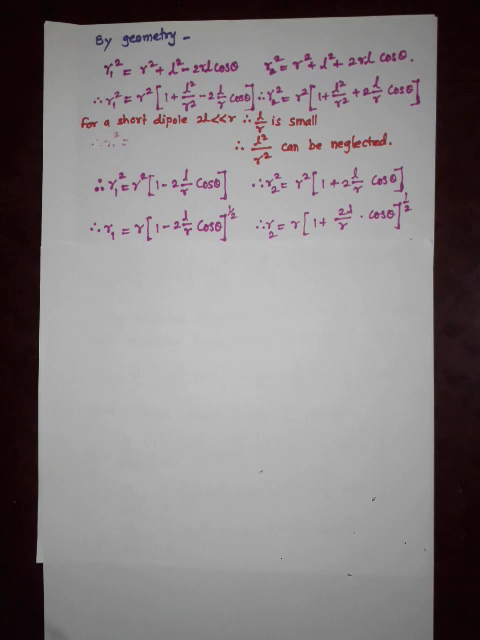 By geometry -
r₁² = r² + l² - 2rl cosθ r₂² = r² + l² + 2rl cosθ.
∴ r₁² = r² [1 + l²/r² - 2 l/r cosθ] ∴ r₂² = r² [1 + l²/r² + 2 l/r cosθ]
For a short dipole 2l << r ∴ l/r is small
∴ r₁² = ∴ l²/r² can be neglected.
∴ r₁² = r² [1 - 2 l/r cosθ] ∴ r₂² = r² [1 + 2 l/r cosθ]
∴ r₁ = r [1 - 2 l/r cosθ]^½ ∴ r₂ = r [1 + 2l/r · cosθ]^½